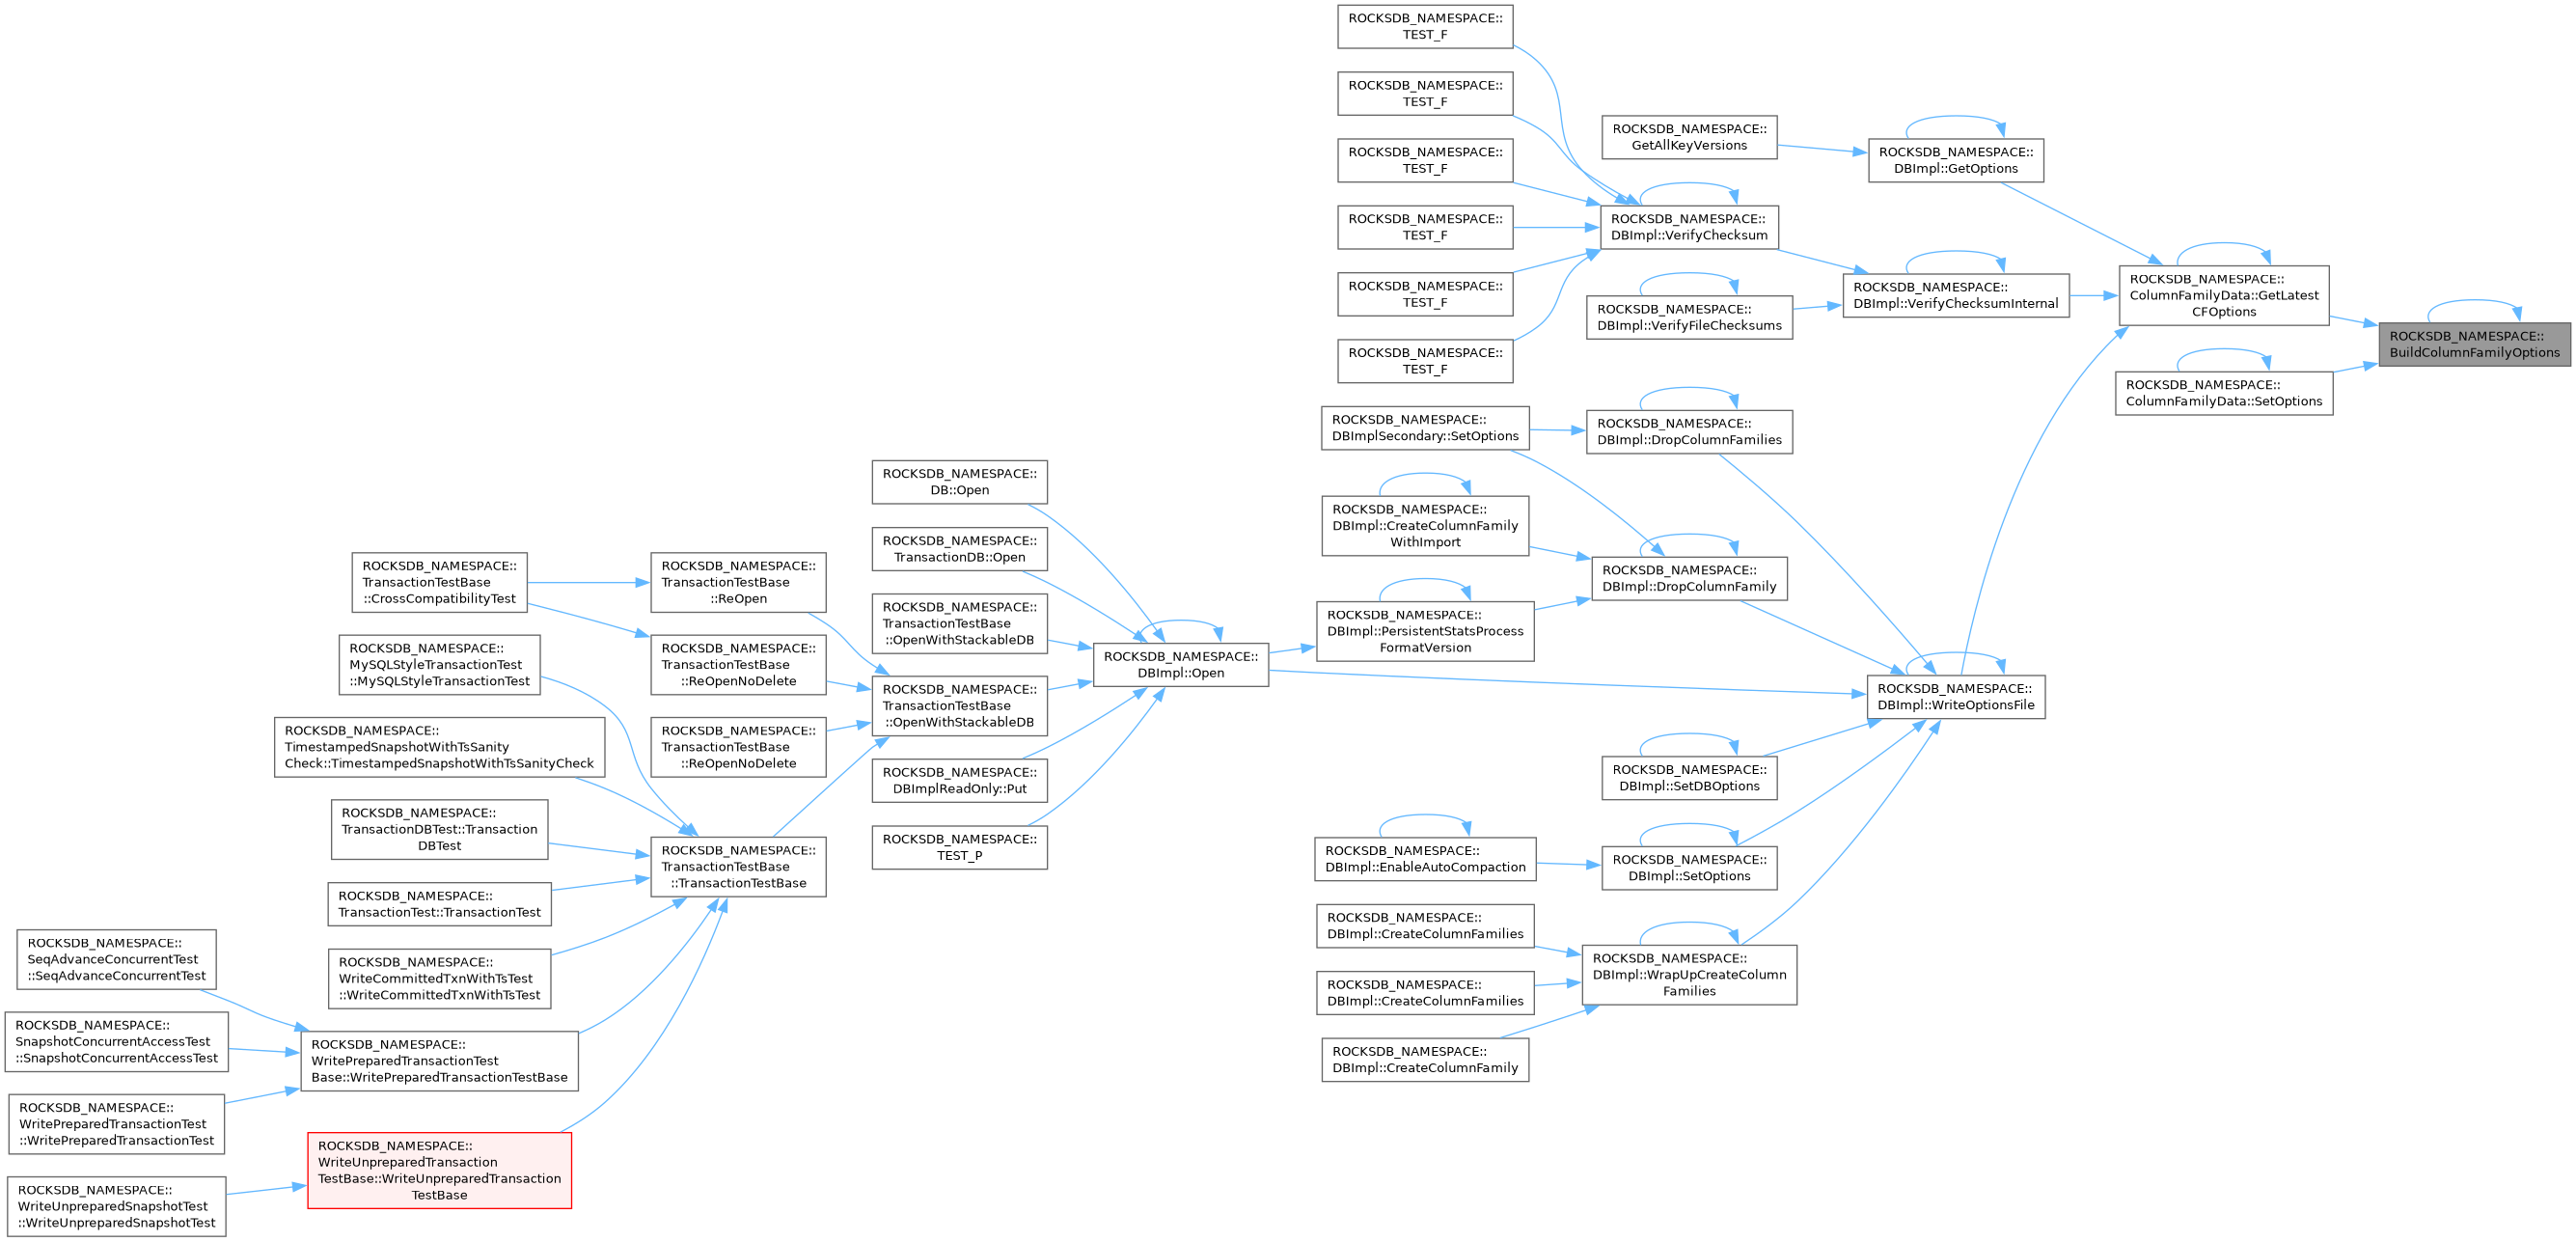 ROCKSDB_NAMESPACE::
TEST_F
ROCKSDB_NAMESPACE::
TEST_F
ROCKSDB_NAMESPACE::
TEST_F
ROCKSDB_NAMESPACE::
TEST_F
ROCKSDB_NAMESPACE::
TEST_F
ROCKSDB_NAMESPACE::
TEST_F
ROCKSDB_NAMESPACE::
GetAllKeyVersions
ROCKSDB_NAMESPACE::
DBImpl::GetOptions
ROCKSDB_NAMESPACE::
DBImpl::VerifyChecksum
ROCKSDB_NAMESPACE::
DBImpl::VerifyFileChecksums
ROCKSDB_NAMESPACE::
DBImpl::VerifyChecksumInternal
ROCKSDB_NAMESPACE::
ColumnFamilyData::GetLatest
CFOptions
ROCKSDB_NAMESPACE::
BuildColumnFamilyOptions
ROCKSDB_NAMESPACE::
ColumnFamilyData::SetOptions
ROCKSDB_NAMESPACE::
DBImplSecondary::SetOptions
ROCKSDB_NAMESPACE::
DBImpl::DropColumnFamilies
ROCKSDB_NAMESPACE::
DBImpl::CreateColumnFamily
WithImport
ROCKSDB_NAMESPACE::
DBImpl::DropColumnFamily
ROCKSDB_NAMESPACE::
DBImpl::PersistentStatsProcess
FormatVersion
ROCKSDB_NAMESPACE::
DBImpl::WriteOptionsFile
ROCKSDB_NAMESPACE::
DBImpl::SetDBOptions
ROCKSDB_NAMESPACE::
DBImpl::EnableAutoCompaction
ROCKSDB_NAMESPACE::
DBImpl::SetOptions
ROCKSDB_NAMESPACE::
DBImpl::CreateColumnFamilies
ROCKSDB_NAMESPACE::
DBImpl::CreateColumnFamilies
ROCKSDB_NAMESPACE::
DBImpl::CreateColumnFamily
ROCKSDB_NAMESPACE::
DBImpl::WrapUpCreateColumn
Families
ROCKSDB_NAMESPACE::
DB::Open
ROCKSDB_NAMESPACE::
TransactionDB::Open
ROCKSDB_NAMESPACE::
TransactionTestBase
::OpenWithStackableDB
ROCKSDB_NAMESPACE::
DBImpl::Open
ROCKSDB_NAMESPACE::
TransactionTestBase
::OpenWithStackableDB
ROCKSDB_NAMESPACE::
DBImplReadOnly::Put
ROCKSDB_NAMESPACE::
TEST_P
ROCKSDB_NAMESPACE::
TransactionTestBase
::CrossCompatibilityTest
ROCKSDB_NAMESPACE::
TransactionTestBase
::ReOpen
ROCKSDB_NAMESPACE::
TransactionTestBase
::ReOpenNoDelete
ROCKSDB_NAMESPACE::
TransactionTestBase
::ReOpenNoDelete
ROCKSDB_NAMESPACE::
MySQLStyleTransactionTest
::MySQLStyleTransactionTest
ROCKSDB_NAMESPACE::
TimestampedSnapshotWithTsSanity
Check::TimestampedSnapshotWithTsSanityCheck
ROCKSDB_NAMESPACE::
TransactionDBTest::Transaction
DBTest
ROCKSDB_NAMESPACE::
TransactionTestBase
::TransactionTestBase
ROCKSDB_NAMESPACE::
TransactionTest::TransactionTest
ROCKSDB_NAMESPACE::
WriteCommittedTxnWithTsTest
::WriteCommittedTxnWithTsTest
ROCKSDB_NAMESPACE::
SeqAdvanceConcurrentTest
::SeqAdvanceConcurrentTest
ROCKSDB_NAMESPACE::
SnapshotConcurrentAccessTest
::SnapshotConcurrentAccessTest
ROCKSDB_NAMESPACE::
WritePreparedTransactionTest
Base::WritePreparedTransactionTestBase
ROCKSDB_NAMESPACE::
WritePreparedTransactionTest
::WritePreparedTransactionTest
ROCKSDB_NAMESPACE::
WriteUnpreparedTransaction
TestBase::WriteUnpreparedTransaction
TestBase
ROCKSDB_NAMESPACE::
WriteUnpreparedSnapshotTest
::WriteUnpreparedSnapshotTest